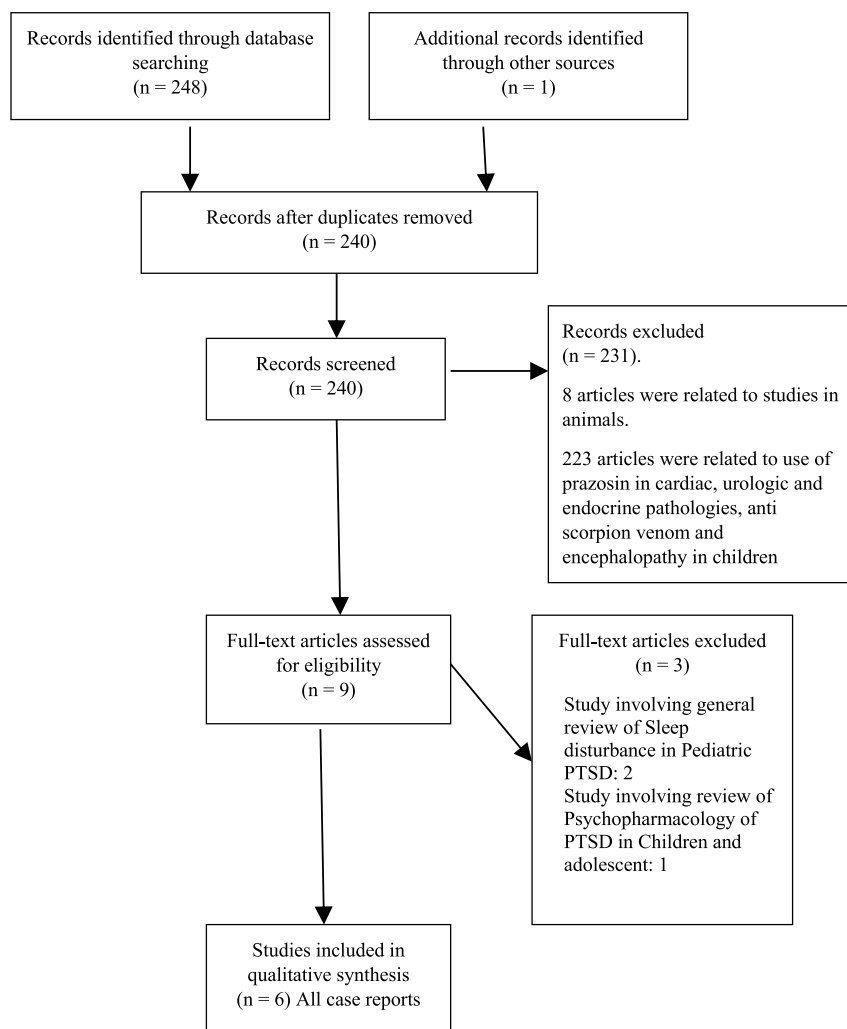 Records identified through database
searching
(n = 248)
Additional records identified
through other sources
(n = 1)
Records after duplicates removed
(n = 240)
Records screened
(n = 240)
Records excluded
(n = 231).
8 articles were related to studies in
animals.
223 articles were related to use of
prazosin in cardiac, urologic and
endocrine pathologies, anti
scorpion venom and
encephalopathy in children
Full-text articles assessed
for eligibility
(n = 9)
Full-text articles excluded
(n = 3)
Study involving general
review of Sleep
disturbance in Pediatric
PTSD: 2
Study involving review of
Psychopharmacology of
PTSD in Children and
adolescent: 1
Studies included in
qualitative synthesis
(n = 6) All case reports